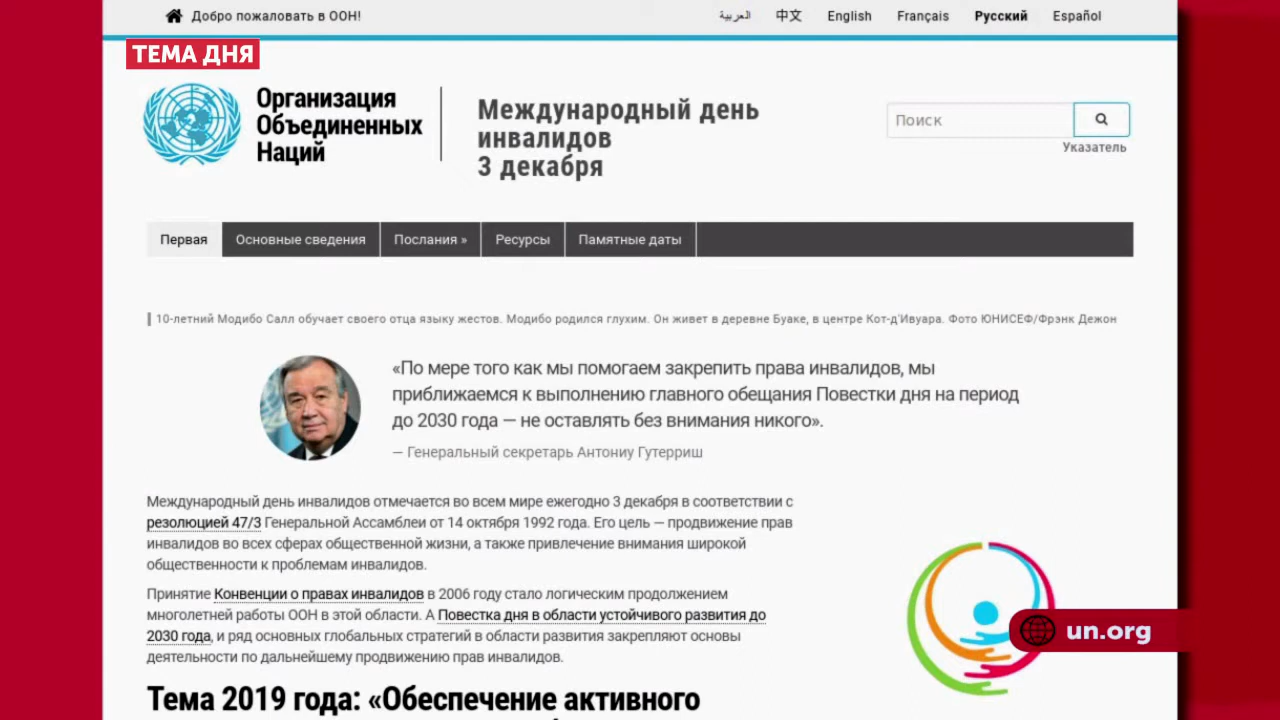 Добро пожаловать в ООН!
العربية 中文 English Français Русский Español
ТЕМА ДНЯ
Организация
Объединенных
Наций
Международный день
инвалидов
3 декабря
Поиск
Указатель
Первая Основные сведения Послания » Ресурсы Памятные даты
10-летний Модибо Салл обучает своего отца языку жестов. Модибо родился глухим. Он живет в деревне Буаке, в центре Кот-д'Ивуара. Фото ЮНИСЕФ/Фрэнк Дежон
«По мере того как мы помогаем закрепить права инвалидов, мы
приближаемся к выполнению главного обещания Повестки дня на период
до 2030 года — не оставлять без внимания никого».
— Генеральный секретарь Антониу Гутерриш
Международный день инвалидов отмечается во всем мире ежегодно 3 декабря в соответствии с
резолюцией 47/3 Генеральной Ассамблеи от 14 октября 1992 года. Его цель — продвижение прав
инвалидов во всех сферах общественной жизни, а также привлечение внимания широкой
общественности к проблемам инвалидов.
Принятие Конвенции о правах инвалидов в 2006 году стало логическим продолжением
многолетней работы ООН в этой области. А Повестка дня в области устойчивого развития до
2030 года, и ряд основных глобальных стратегий в области развития закрепляют основы
деятельности по дальнейшему продвижению прав инвалидов.
un.org
Тема 2019 года: «Обеспечение активного